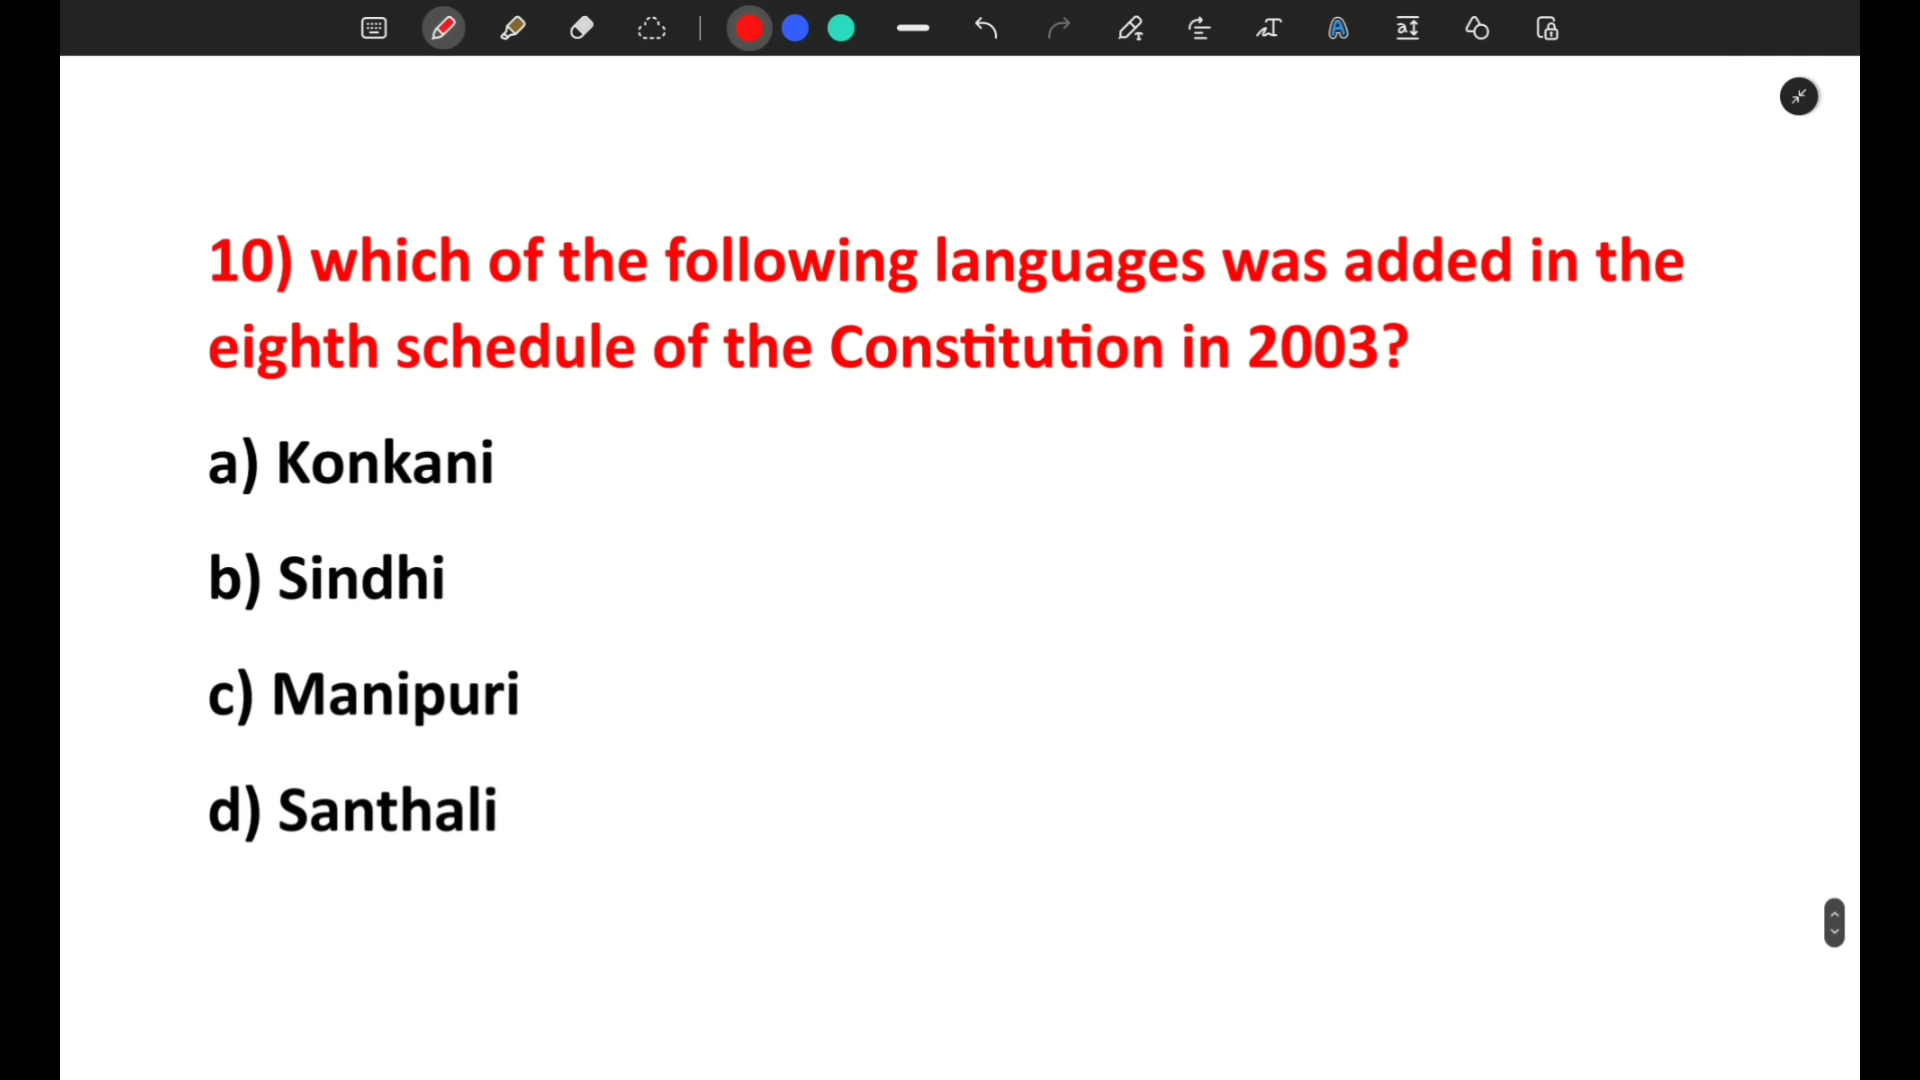 10) which of the following languages was added in the
eighth schedule of the Constitution in 2003?
a) Konkani
b) Sindhi
c) Manipuri
d) Santhali